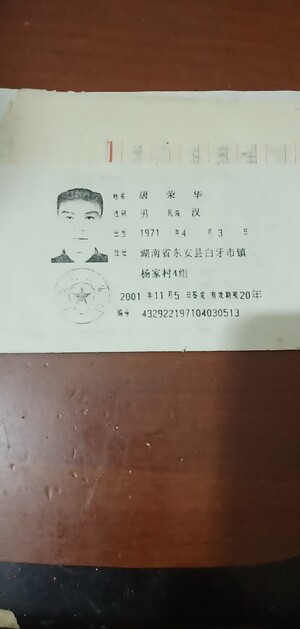 姓名 唐荣华
性别 男 民族 汉
出生 1971 年 4 月 3 日
住址 湖南省东安县白牙市镇
杨家村4组
2001 年11月5 日签发 有效期限20年
编号 432922197104030513